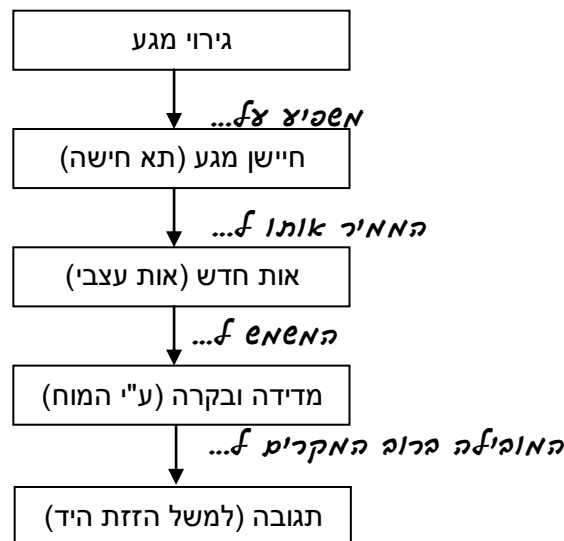 גירוי מגע
משפיע על...
חיישן מגע (תא חישה)
הממיר אותו ל...
אות חדש (אות עצבי)
המשמש ל...
מדידה ובקרה (ע"י המוח)
המובילה ברוב המקרים ל...
תגובה (למשל הזזת היד)